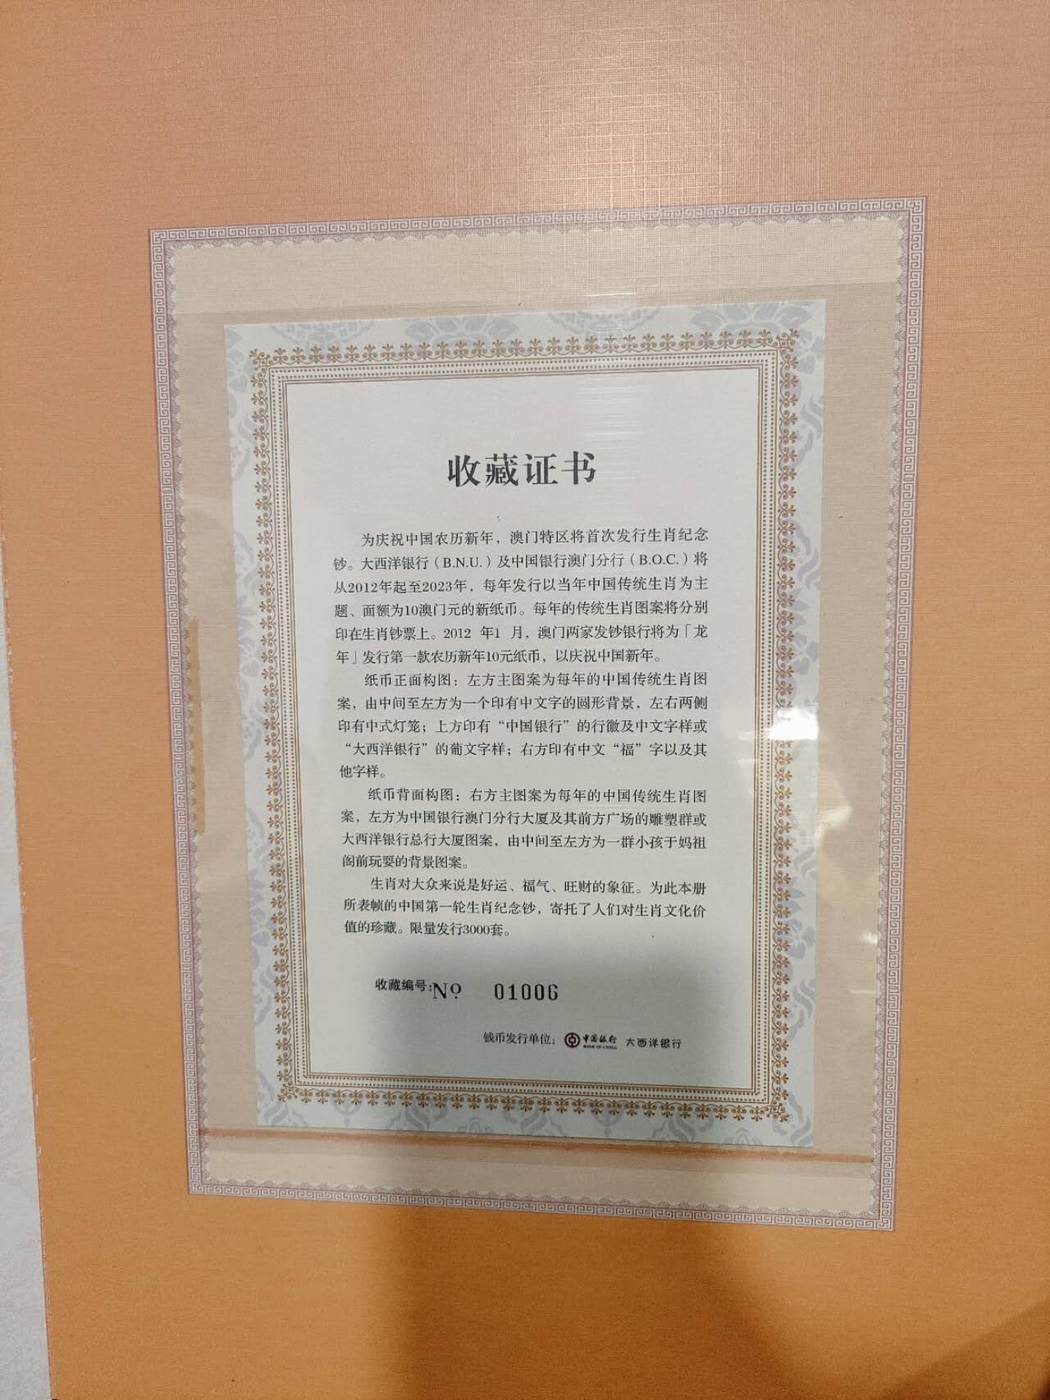 收藏证书
为庆祝中国农历新年，澳门特区将首次发行生肖纪念
钞。大西洋银行（B.N.U.）及中国银行澳门分行（B.O.C.）将
从2012年起至2023年，每年发行以当年中国传统生肖为主
题、面额为10澳门元的新纸币。每年的传统生肖图案将分别
印在生肖钞票上。2012 年1 月，澳门两家发钞银行将为「龙
年」发行第一款农历新年10元纸币，以庆祝中国新年。
纸币正面构图：左方主图案为每年的中国传统生肖图
案，由中间至左方为一个印有中文字的圆形背景，左右两侧
印有中式灯笼；上方印有“中国银行”的行徽及中文字样或
“大西洋银行”的葡文字样；右方印有中文“福”字以及其
他字样。
纸币背面构图：右方主图案为每年的中国传统生肖图
案，左方为中国银行澳门分行大厦及其前方广场的雕塑群或
大西洋银行总行大厦图案，由中间至左方为一群小孩于妈祖
阁前玩耍的背景图案。
生肖对大众来说是好运、福气、旺财的象征。为此本册
所表帧的中国第一轮生肖纪念钞，寄托了人们对生肖文化价
值的珍藏。限量发行3000套。
收藏编号:No 01006
钱币发行单位： 中国银行 BANK OF CHINA 大西洋银行